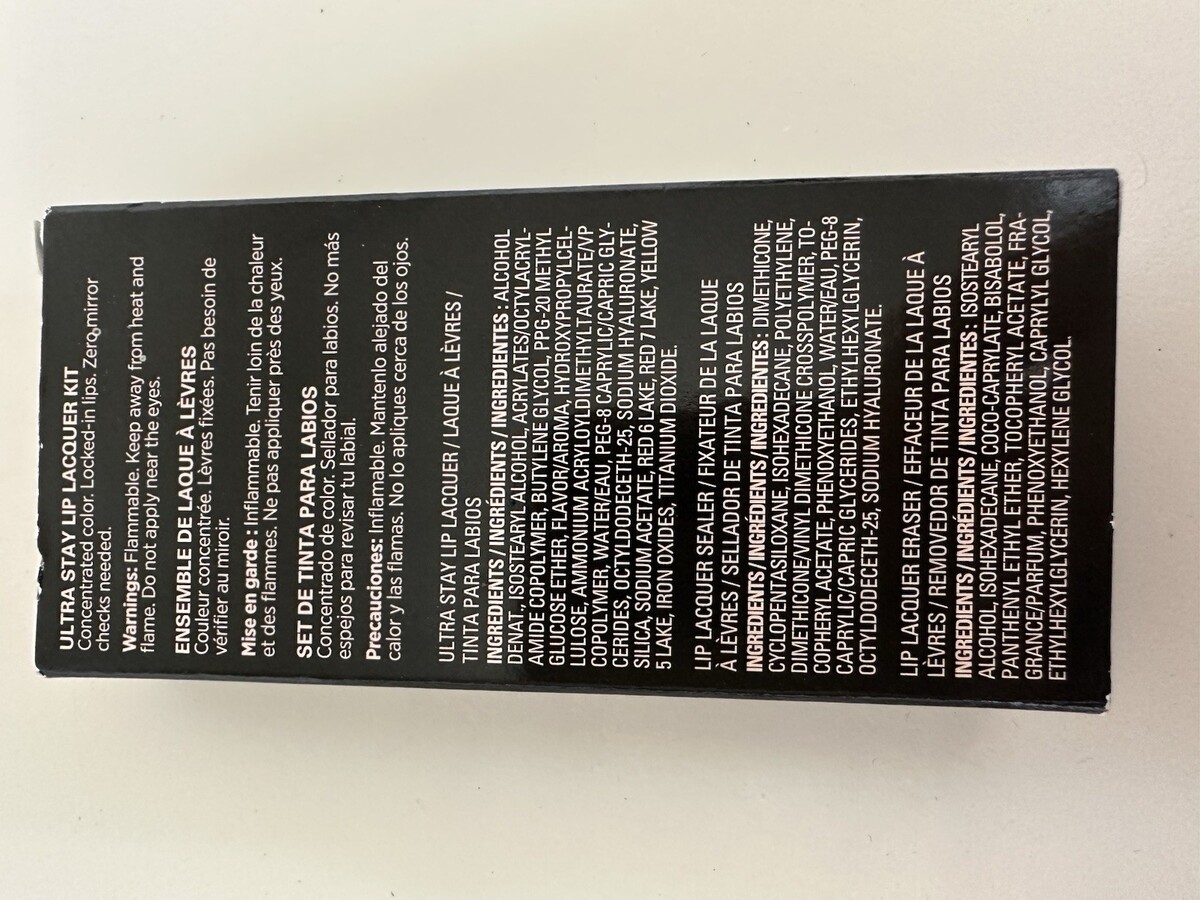 ULTRA STAY LIP LACQUER KIT
Concentrated color. Locked-in lips. Zero mirror
checks needed.
Warnings: Flammable. Keep away from heat and
flame. Do not apply near the eyes.
ENSEMBLE DE LAQUE À LÈVRES
Couleur concentrée. Lèvres fixées. Pas besoin de
vérifier au miroir.
Mise en garde : Inflammable. Tenir loin de la chaleur
et des flammes. Ne pas appliquer près des yeux.
SET DE TINTA PARA LABIOS
Concentrado de color. Sellador para labios. No más
espejos para revisar tu labial.
Precauciones: Inflamable. Mantenlo alejado del
calor y las flamas. No lo apliques cerca de los ojos.
ULTRA STAY LIP LACQUER / LAQUE À LÈVRES /
TINTA PARA LABIOS
INGREDIENTS / INGRÉDIENTS / INGREDIENTES : ALCOHOL
DENAT., ISOSTEARYL ALCOHOL, ACRYLATES/OCTYLACRYL-
AMIDE COPOLYMER, BUTYLENE GLYCOL, PPG-20 METHYL
GLUCOSE ETHER, FLAVOR/AROMA, HYDROXYPROPYLCEL-
LULOSE, AMMONIUM ACRYLOYLDIMETHYLTAURATE/VP
COPOLYMER, WATER/EAU, PEG-8 CAPRYLIC/CAPRIC GLY-
CERIDES, OCTYLDODECETH-25, SODIUM HYALURONATE,
SILICA, SODIUM ACETATE, RED 6 LAKE, RED 7 LAKE, YELLOW
5 LAKE, IRON OXIDES, TITANIUM DIOXIDE.
LIP LACQUER SEALER / FIXATEUR DE LA LAQUE
À LÈVRES / SELLADOR DE TINTA PARA LABIOS
INGREDIENTS / INGRÉDIENTS / INGREDIENTES : DIMETHICONE,
CYCLOPENTASILOXANE, ISOHEXADECANE, POLYETHYLENE,
DIMETHICONE/VINYL DIMETHICONE CROSSPOLYMER, TO-
COPHERYL ACETATE, PHENOXYETHANOL, WATER/EAU, PEG-8
CAPRYLIC/CAPRIC GLYCERIDES, ETHYLHEXYLGLYCERIN,
OCTYLDODECETH-25, SODIUM HYALURONATE.
LIP LACQUER ERASER / EFFACEUR DE LA LAQUE À
LÈVRES / REMOVEDOR DE TINTA PARA LABIOS
INGREDIENTS / INGRÉDIENTS / INGREDIENTES : ISOSTEARYL
ALCOHOL, ISOHEXADECANE, COCO-CAPRYLATE, BISABOLOL,
PANTHENYL ETHYL ETHER, TOCOPHERYL ACETATE, FRA-
GRANCE/PARFUM, PHENOXYETHANOL, CAPRYLYL GLYCOL,
ETHYLHEXYLGLYCERIN, HEXYLENE GLYCOL.